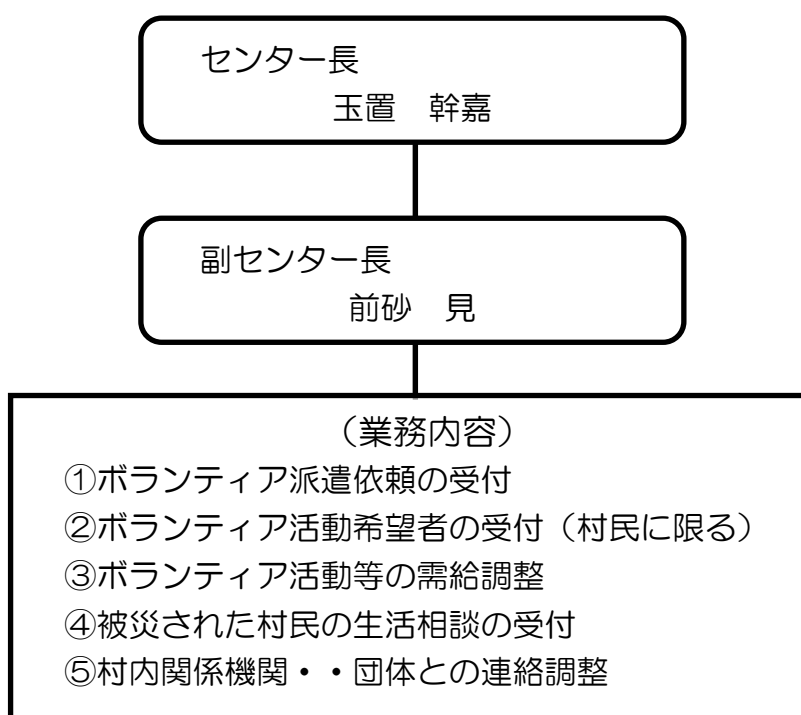 センター長
玉置　幹嘉
副センター長
前砂　見
（業務内容）
①ボランティア派遣依頼の受付
②ボランティア活動希望者の受付（村民に限る）
③ボランティア活動等の需給調整
④被災された村民の生活相談の受付
⑤村内関係機関・・団体との連絡調整